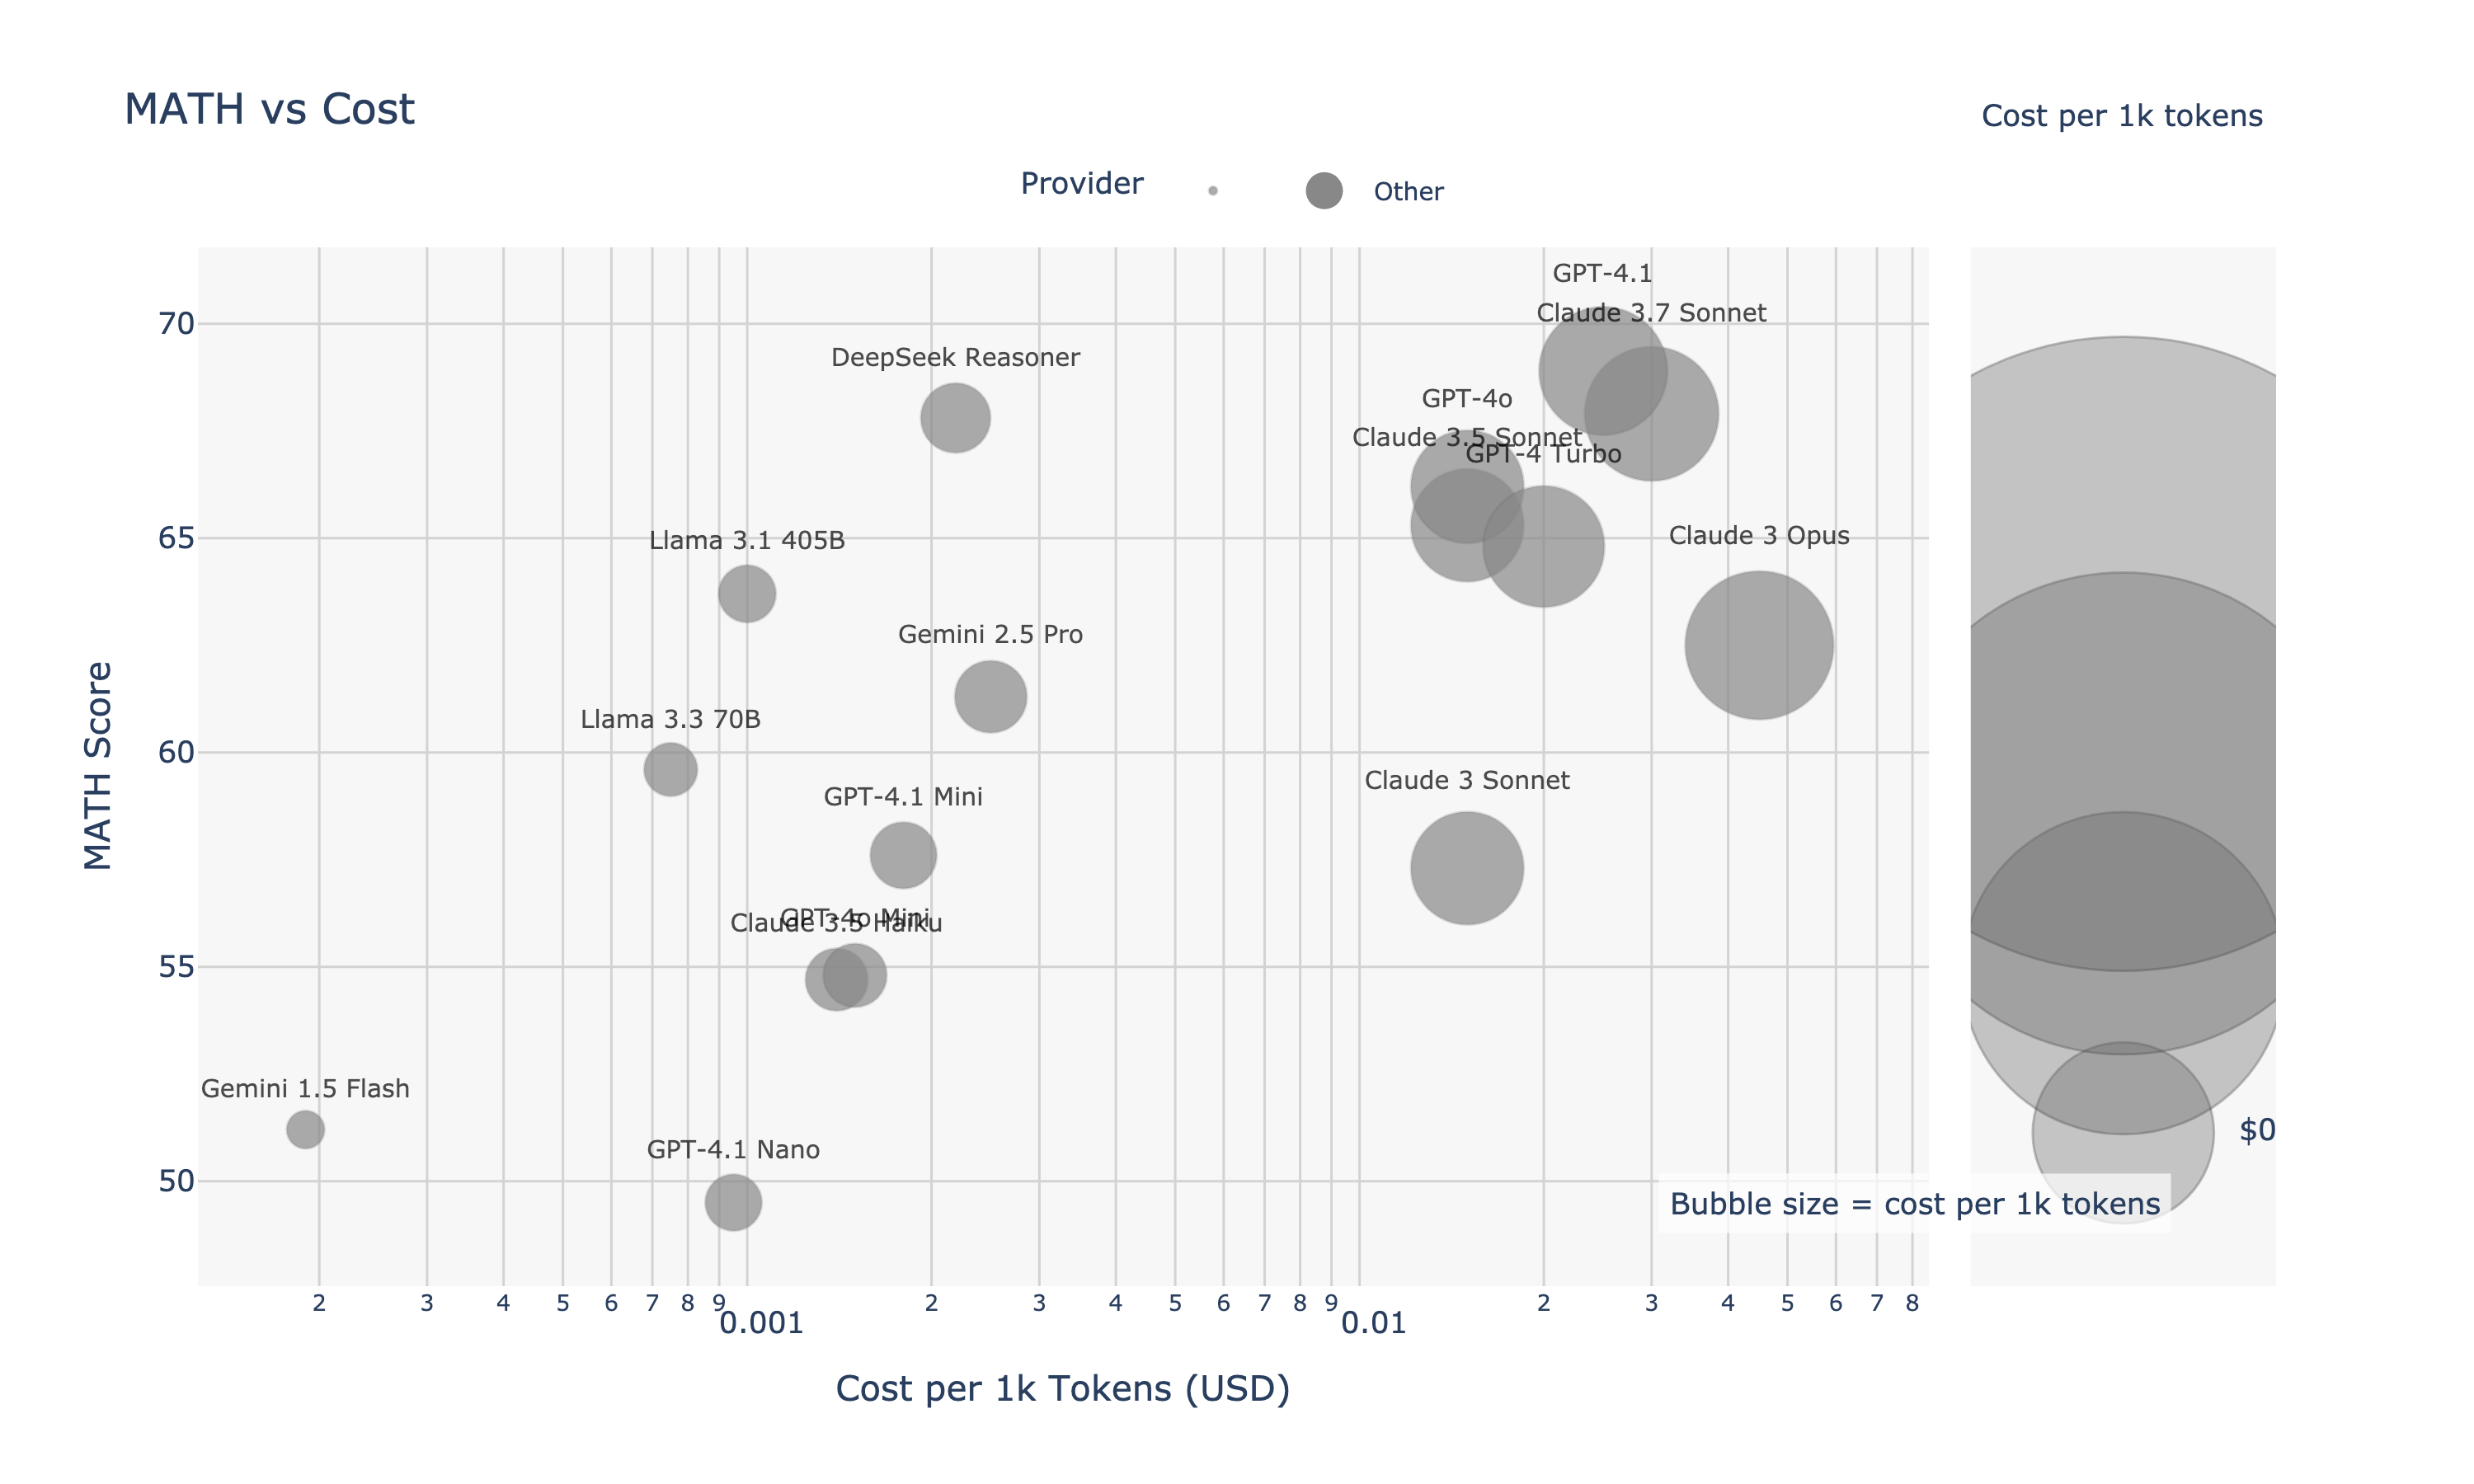 MATH vs Cost
Cost per 1k tokens
Provider
Other
GPT-4.1
Claude 3.7 Sonnet
DeepSeek Reasoner
GPT-4o
Claude 3.5 Sonnet
GPT-4 Turbo
Llama 3.1 405B
Claude 3 Opus
Gemini 2.5 Pro
Llama 3.3 70B
Claude 3 Sonnet
GPT-4.1 Mini
GPT-4o Mini
Claude 3.5 Haiku
Gemini 1.5 Flash
GPT-4.1 Nano
$0
Bubble size = cost per 1k tokens
70
65
60
55
50
MATH Score
2 3 4 5 6 7 8 9 2 3 4 5 6 7 8 9 2 3 4 5 6 7 8
0.001 0.01
Cost per 1k Tokens (USD)